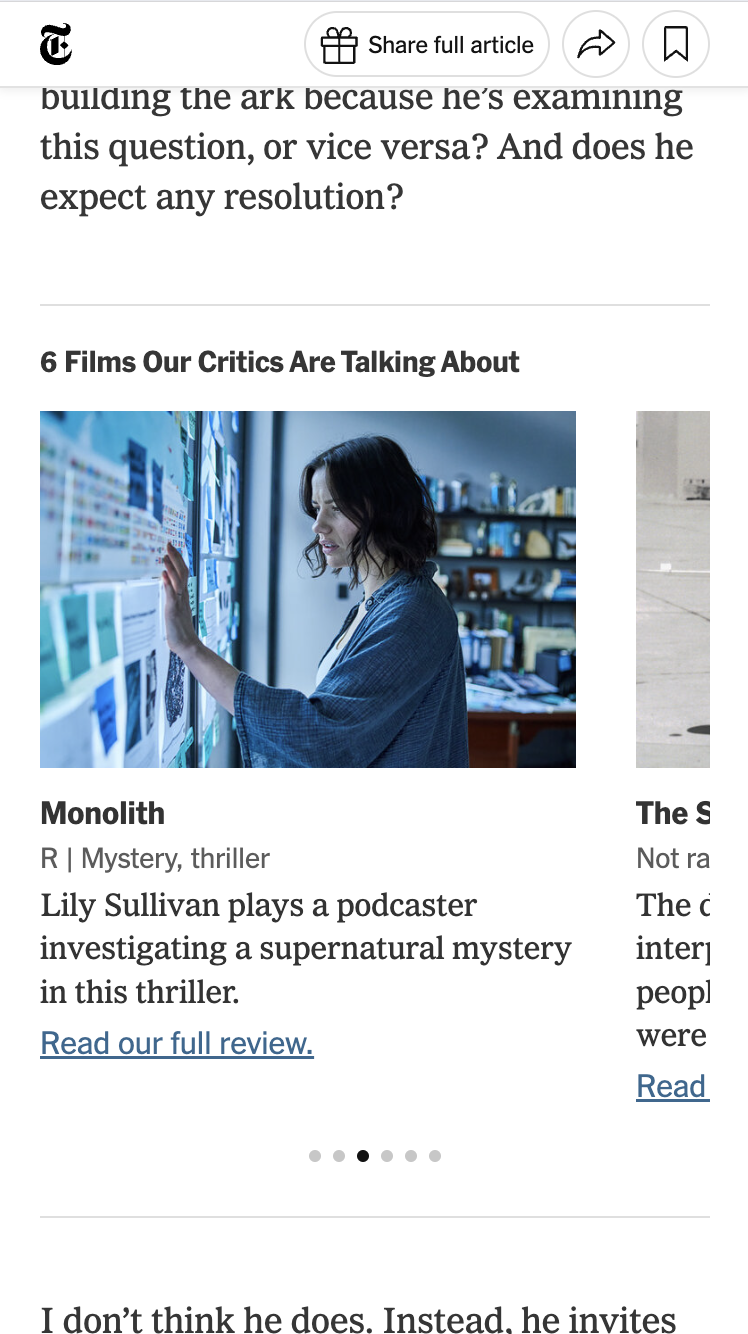 Share full article
building the ark because he’s examining
this question, or vice versa? And does he
expect any resolution?
6 Films Our Critics Are Talking About
Monolith
R | Mystery, thriller
Lily Sullivan plays a podcaster
investigating a supernatural mystery
in this thriller.
Read our full review.
The S
Not ra
The d
inter
peopl
were
Read
I don’t think he does. Instead, he invites